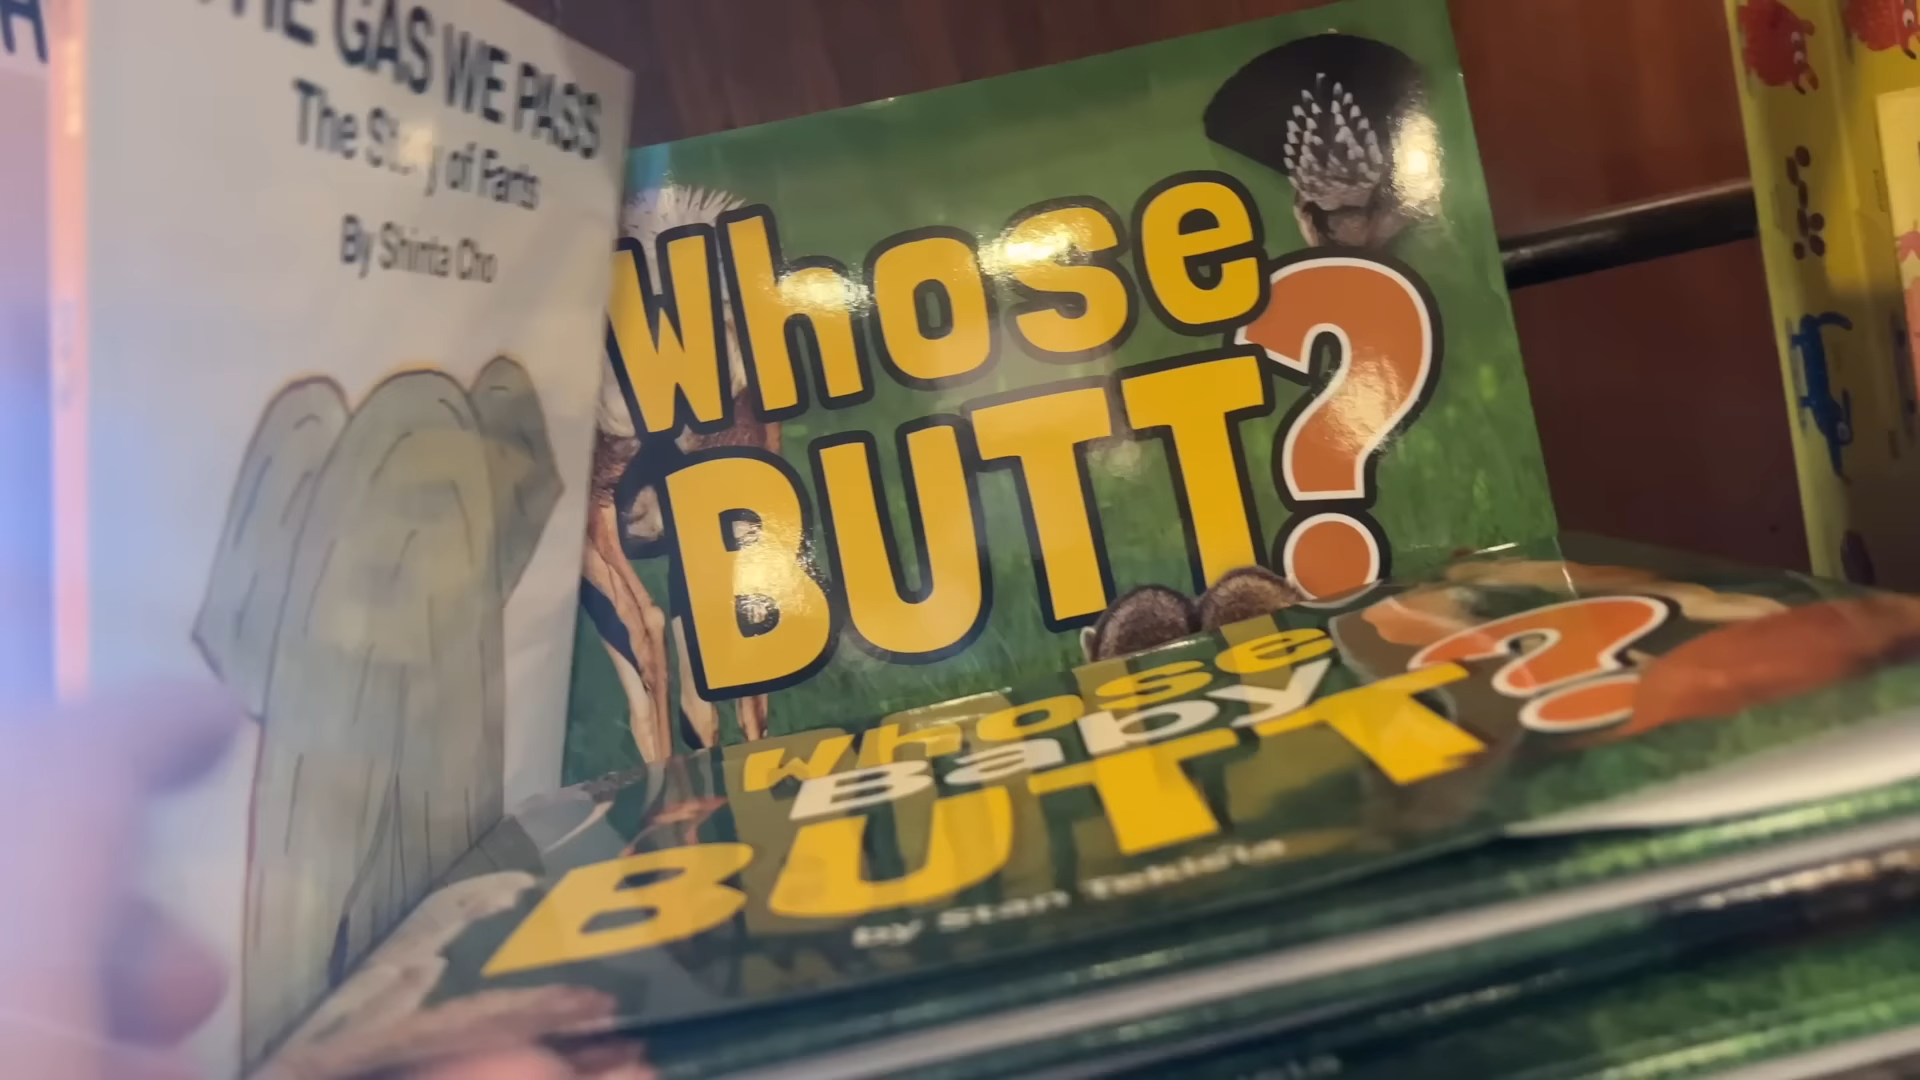 THE GAS WE PASS
The Story of Farts
By Shinta Cho
Whose
BUTT?
Whose
Baby
BUTT?
by Stan Tekiela